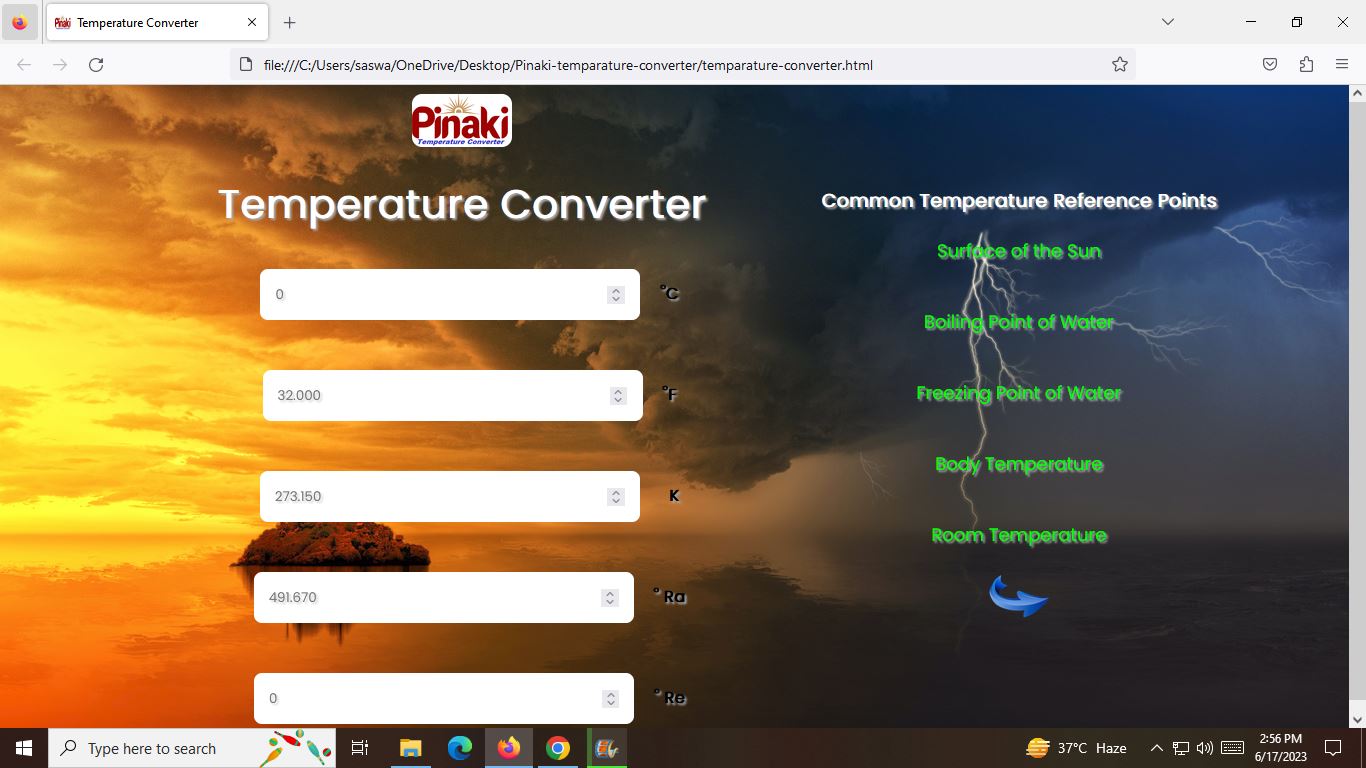 Temperature Converter
file:///C:/Users/saswa/OneDrive/Desktop/Pinaki-temparature-converter/temparature-converter.html
Pinaki
Temperature Converter
Temperature Converter
0 °C
32.000 °F
273.150 K
491.670 °Ra
0 °Re
Common Temperature Reference Points
Surface of the Sun
Boiling Point of Water
Freezing Point of Water
Body Temperature
Room Temperature
Type here to search
37°C Haze
2:56 PM
6/17/2023